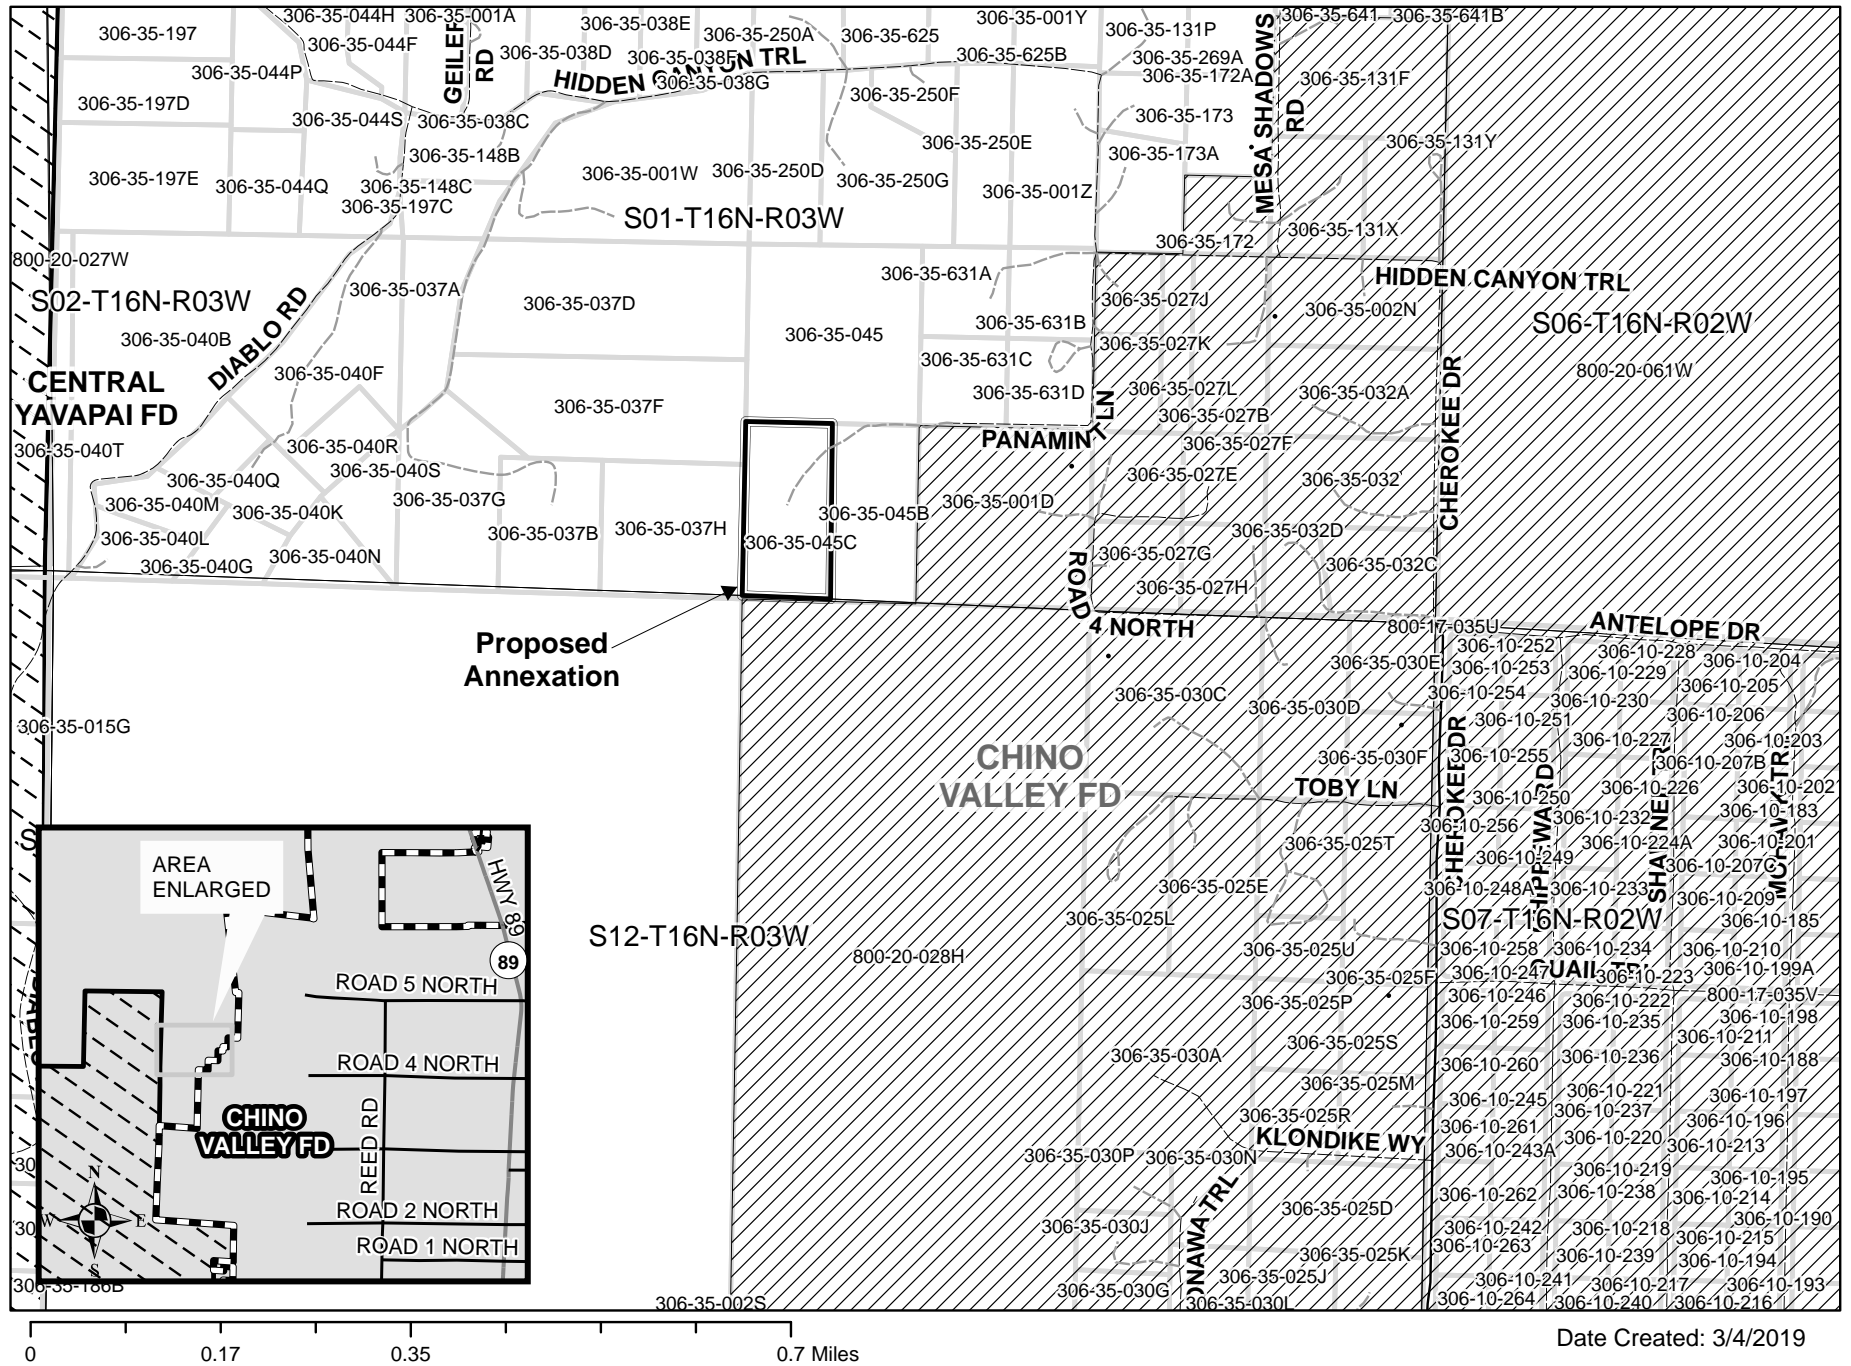 306-35-044H
306-35-001A
306-35-038E
306-35-001Y
306-35-641
306-35-641B
306-35-197
306-35-044F
GEILER
RD
306-35-038D
306-35-250A
306-35-625
306-35-131P
MESA SHADOWS
RD
306-35-044P
306-35-038F
306-35-625B
306-35-269A
HIDDEN CANYON TRL
306-35-038G
306-35-172A
306-35-131F
306-35-197D
306-35-250F
306-35-044S
306-35-038C
306-35-173
306-35-148B
306-35-250E
306-35-173A
306-35-131Y
306-35-197E
306-35-044Q
306-35-148C
306-35-001W
306-35-250D
306-35-250G
306-35-001Z
306-35-197C
S01-T16N-R03W
306-35-172
306-35-131X
800-20-027W
306-35-631A
HIDDEN CANYON TRL
S02-T16N-R03W
306-35-037A
306-35-037D
306-35-027J
306-35-002N
306-35-040B
DIABLO RD
306-35-045
306-35-631B
306-35-027K
S06-T16N-R02W
306-35-040F
306-35-631C
800-20-061W
CENTRAL
YAVAPAI FD
306-35-037F
306-35-631D
306-35-027L
306-35-032A
CHEROKEE DR
306-35-027B
306-35-040T
306-35-040R
PANAMINT LN
306-35-027F
306-35-040Q
306-35-040S
306-35-027E
306-35-032
306-35-040M
306-35-040K
306-35-037G
306-35-045B
306-35-001D
306-35-040L
306-35-037B
306-35-037H
306-35-045C
306-35-032D
306-35-040G
306-35-040N
306-35-027G
306-35-032C
306-35-027H
ROAD 4 NORTH
Proposed
Annexation
800-17-035U
ANTELOPE DR
306-10-252
306-10-228
306-10-204
306-35-030E
306-10-253
306-10-229
306-10-205
306-35-030C
306-10-254
306-10-230
306-35-015G
306-35-030D
306-10-251
306-10-206
CHEROKEE DR
306-10-227
306-10-203
306-35-030F
306-10-255
306-10-207B
CHINO
VALLEY FD
TOBY LN
306-10-250
306-10-226
306-10-202
306-10-256
306-10-232
306-10-183
306-35-025T
306-10-249
306-10-224A
306-10-201
306-10-207C
306-35-025E
306-10-248A
306-10-233
306-10-209
306-35-025L
S07-T16N-R02W
306-10-185
S12-T16N-R03W
800-20-028H
306-35-025U
306-10-258
306-10-234
306-10-210
306-35-025F
306-10-247
306-10-223
306-10-199A
306-35-025P
306-10-246
306-10-222
800-17-035V
306-10-259
306-10-235
306-10-198
306-35-025S
306-10-211
306-35-030A
306-10-260
306-10-236
306-10-188
306-35-025M
306-10-245
306-10-221
306-10-197
306-35-025R
306-10-237
306-10-196
KLONDIKE WY
306-10-261
306-10-220
306-10-213
306-35-030P
306-35-030N
306-10-243A
306-10-219
306-10-195
306-35-025D
306-10-262
306-10-238
306-10-214
306-35-030J
306-10-242
306-10-218
306-10-190
306-10-263
306-10-215
306-35-025K
306-10-239
306-10-194
306-35-025J
306-10-241
306-10-217
306-10-193
306-35-030G
306-35-030L
306-10-264
306-10-240
306-10-216
306-35-186B
306-35-002S
AREA
ENLARGED
HWY 89
89
ROAD 5 NORTH
ROAD 4 NORTH
CHINO
VALLEY FD
REED RD
ROAD 2 NORTH
ROAD 1 NORTH
N
W
E
S
0
0.17
0.35
0.7 Miles
Date Created: 3/4/2019